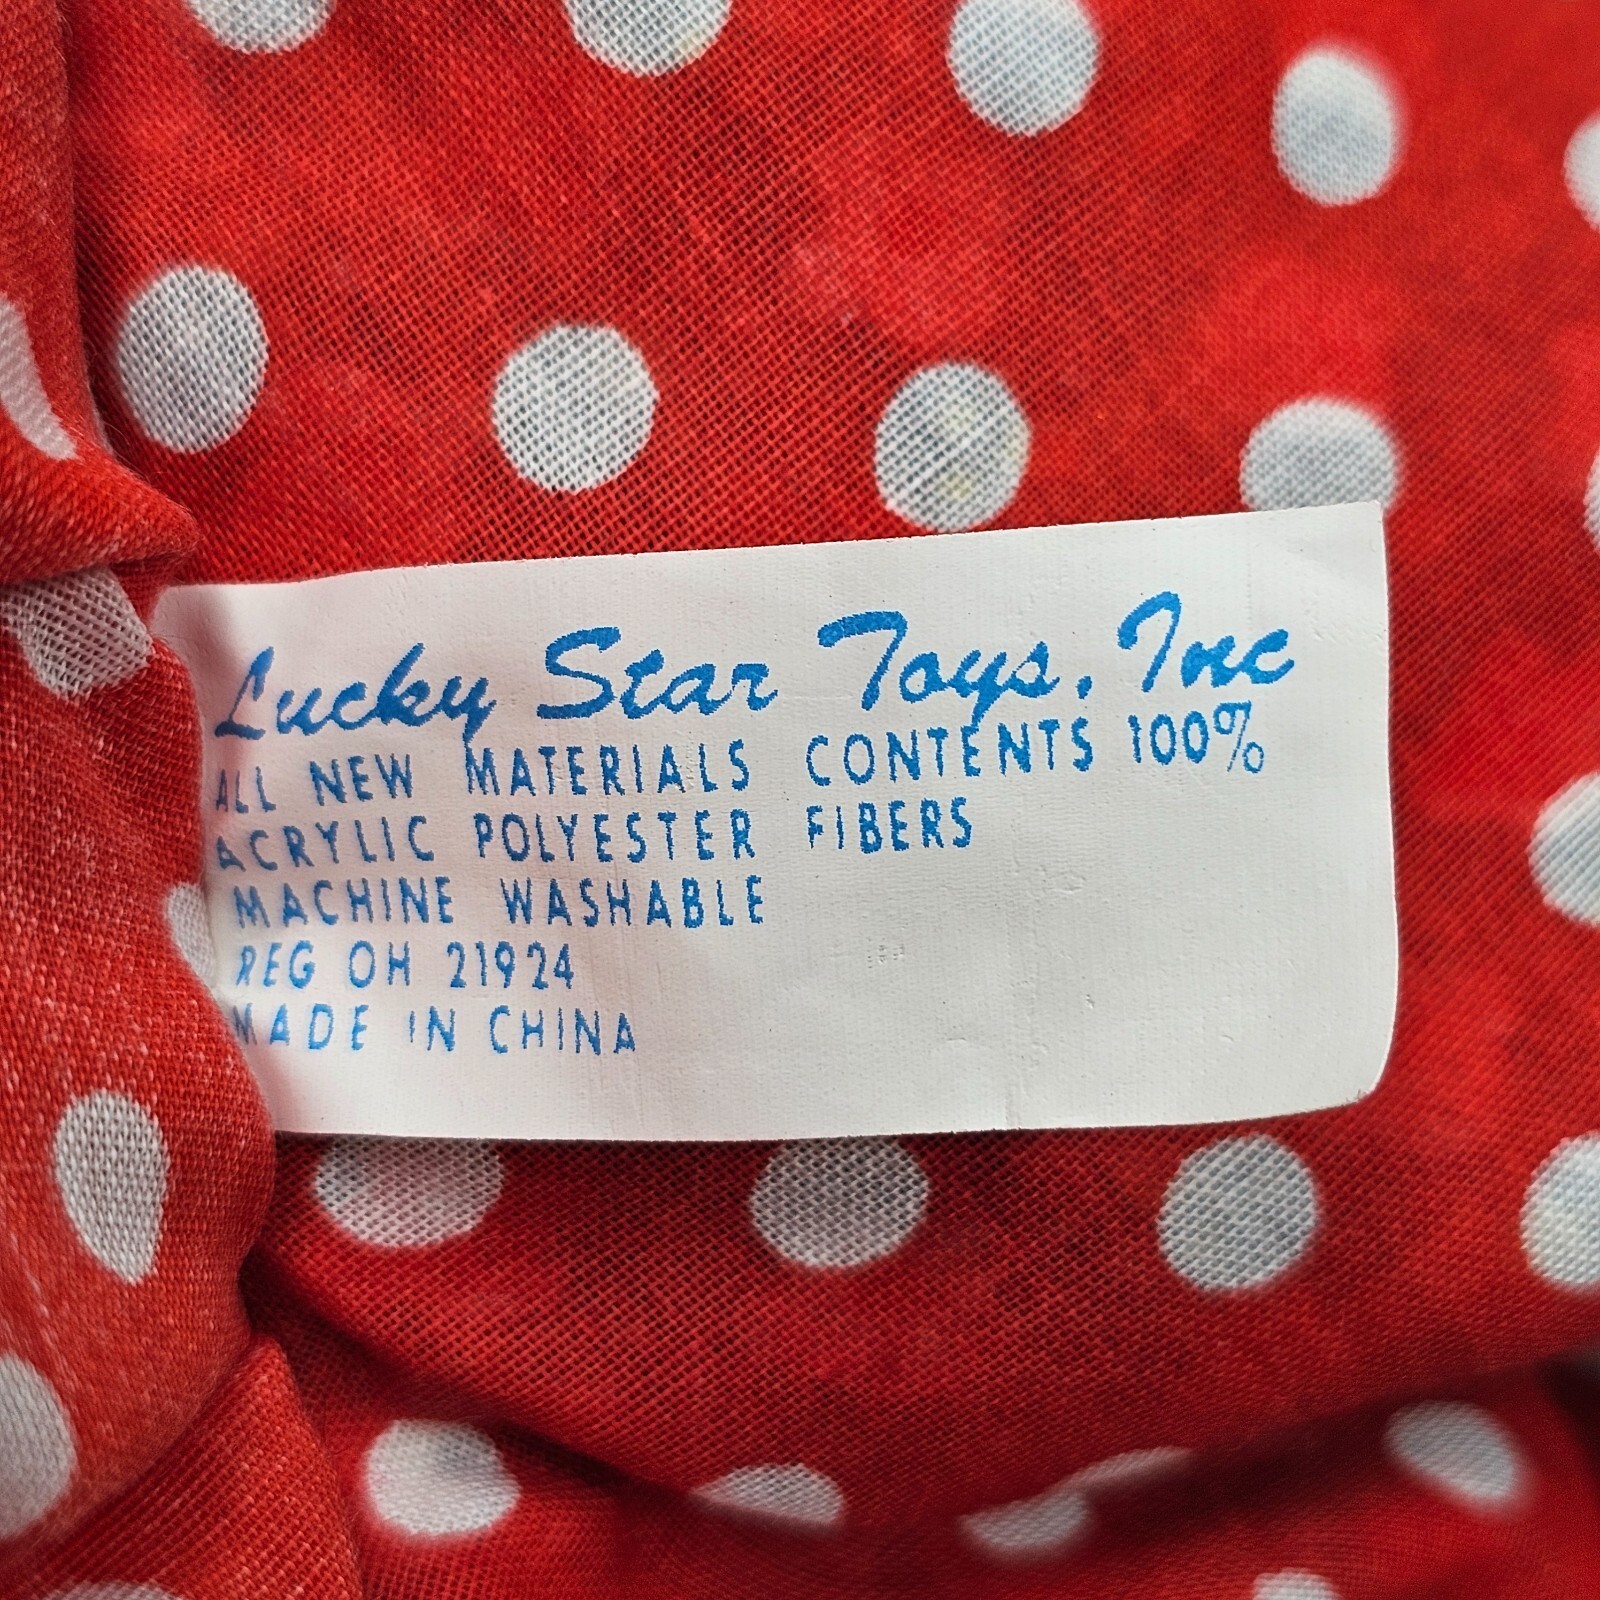 Lucky Star Toys, Inc
ALL NEW MATERIALS CONTENTS 100%
ACRYLIC POLYESTER FIBERS
MACHINE WASHABLE
REG OH 21924
MADE IN CHINA